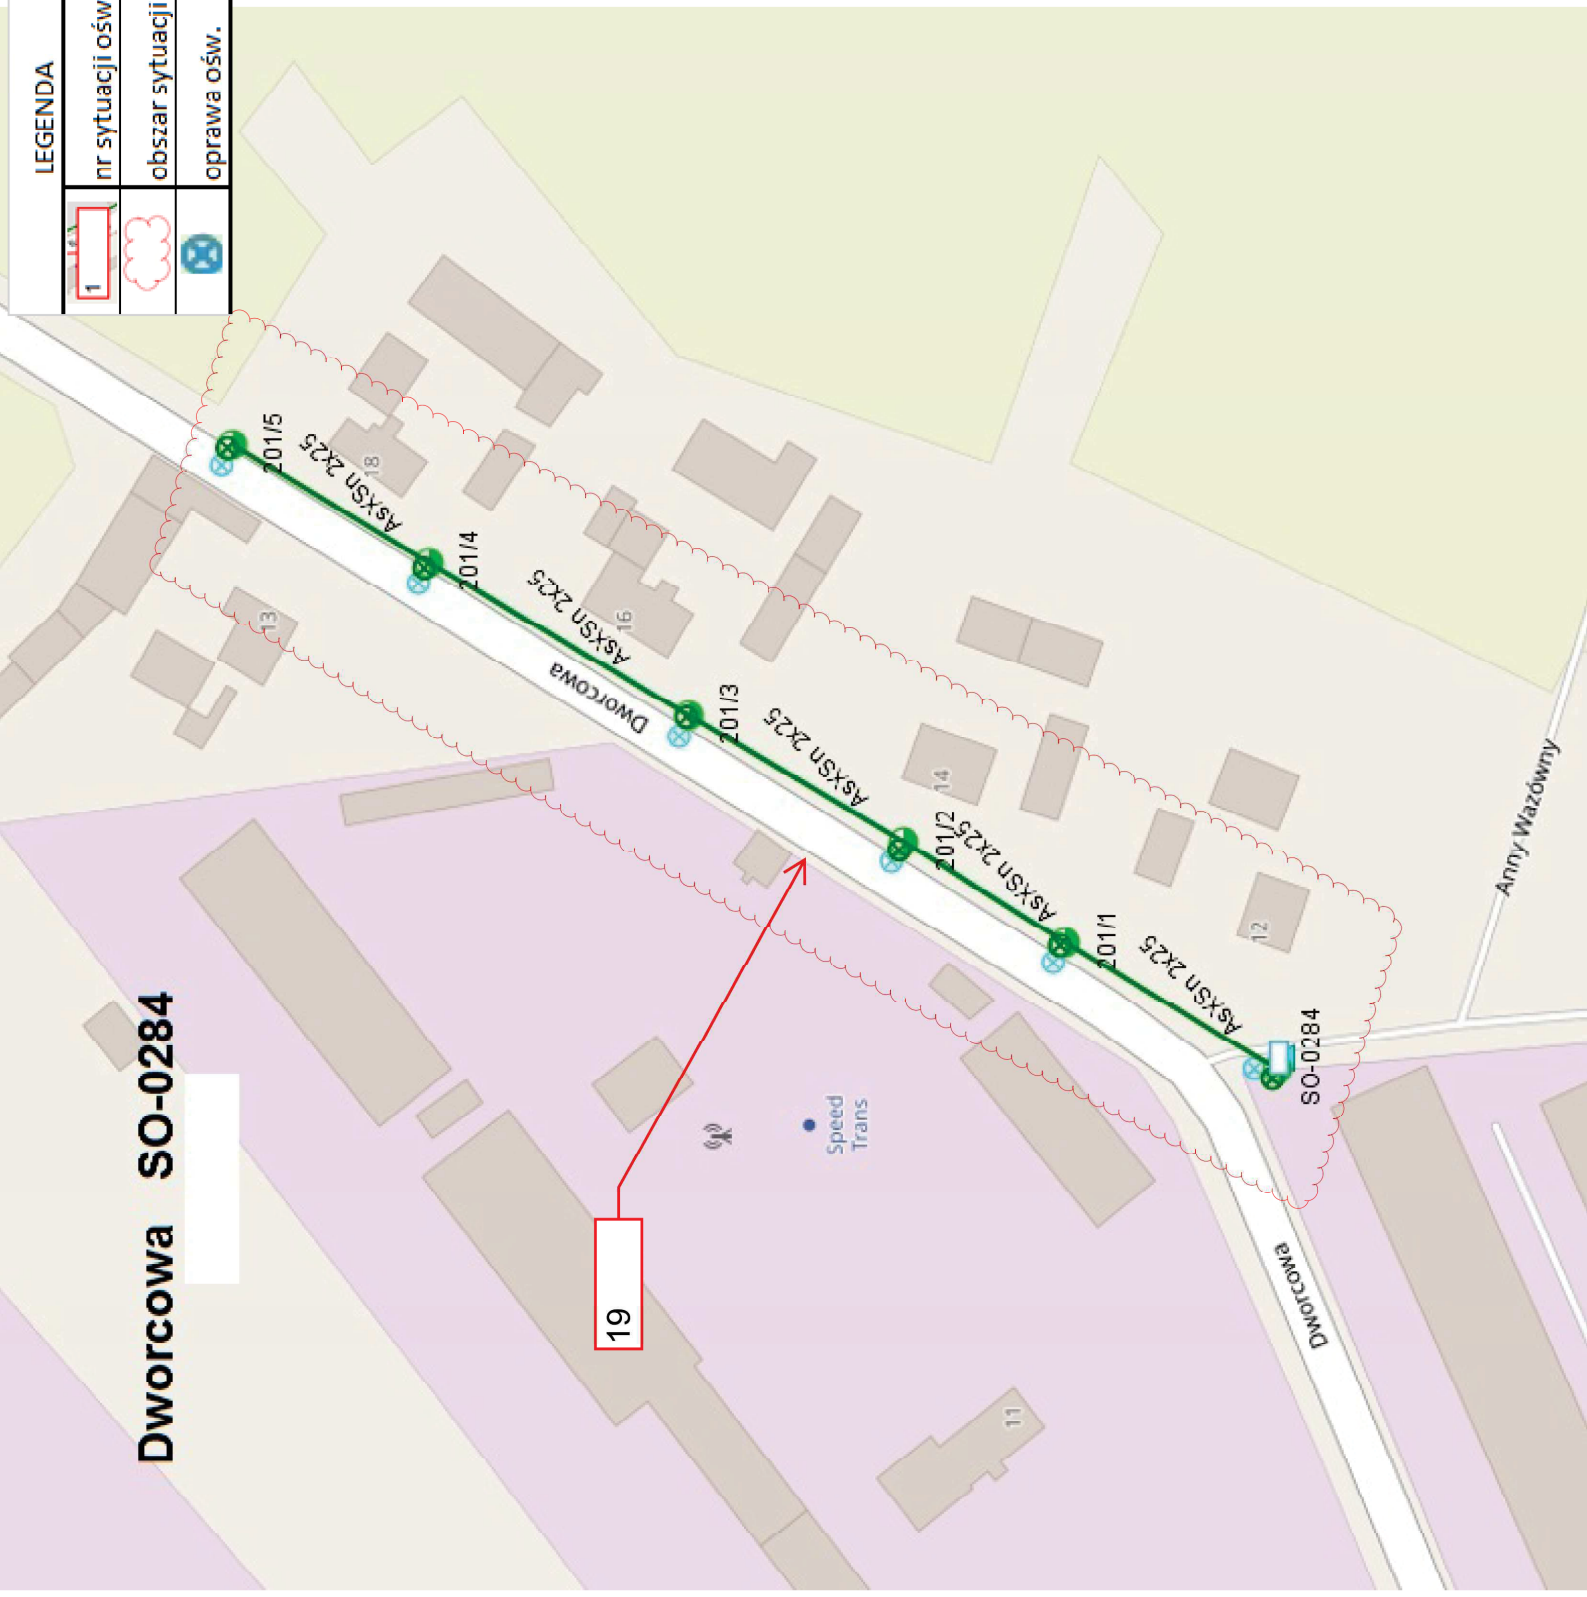 Dworcowa SO-0284
LEGENDA
1 nr sytuacji ośw
obszar sytuacji
oprawa ośw.
201/5
AsXSn 2x25
18
201/4
AsXSn 2x25
13
16
Dworcowa
201/3
AsXSn 2x25
14
201/2
AsXSn 2x25
201/1
AsXSn 2x25
12
Anny Wazówny
SO-0284
Speed
Trans
19
11
Dworcowa